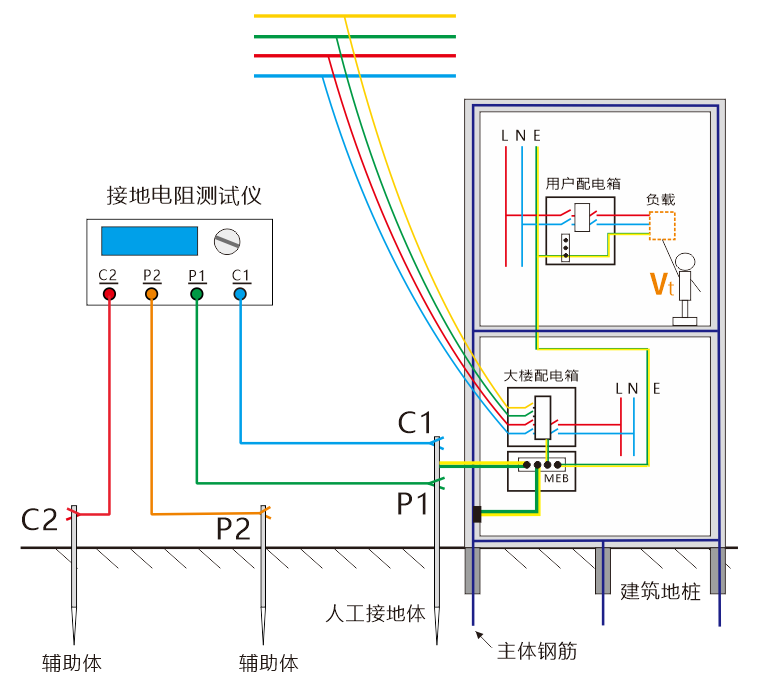 L N E
用户配电箱
负载
接地电阻测试仪
C2 P2 P1 C1
Vt
大楼配电箱
L N E
C1
MEB
P1
C2
P2
建筑地桩
人工接地体
主体钢筋
辅助体
辅助体